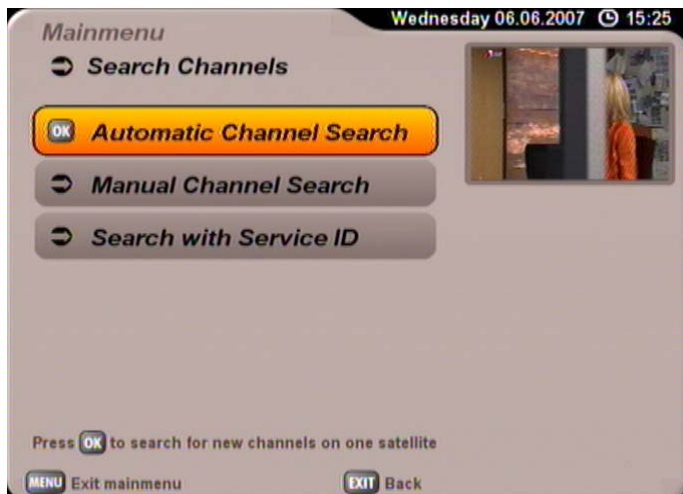 Wednesday 06.06.2007 15:25
Mainmenu
Search Channels
OK Automatic Channel Search
Manual Channel Search
Search with Service ID
Press OK to search for new channels on one satellite
MENU Exit mainmenu EXIT Back